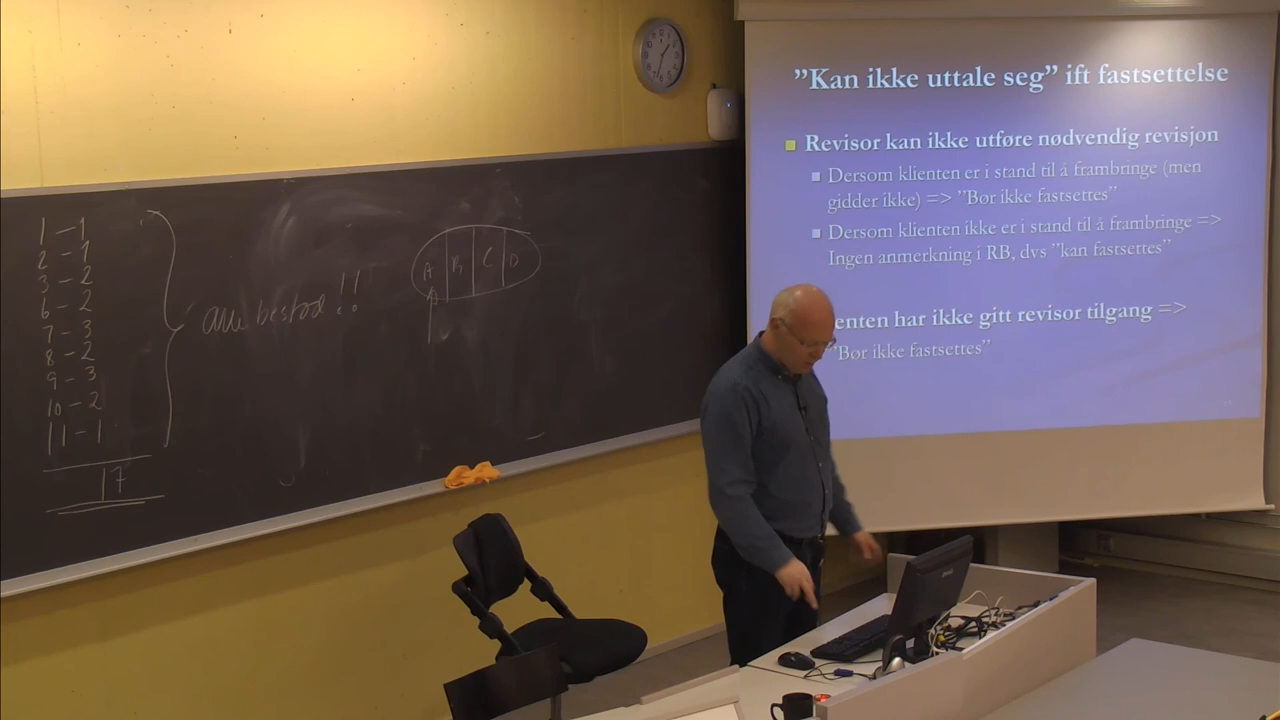 1 – 1
2 – 1
3 – 2
6 – 2
7 – 3
8 – 2
9 – 3
10 – 2
11 – 1
17
bestod!!
A B C D
”Kan ikke uttale seg” ift fastsettelse
Revisor kan ikke utføre nødvendig revisjon
Dersom klienten er i stand til å frambringe (men
gidder ikke) => ”Bør ikke fastsettes”
Dersom klienten ikke er i stand til å frambringe =>
Ingen anmerkning i RB, dvs ”kan fastsettes”
enten har ikke gitt revisor tilgang =>
”Bør ikke fastsettes”